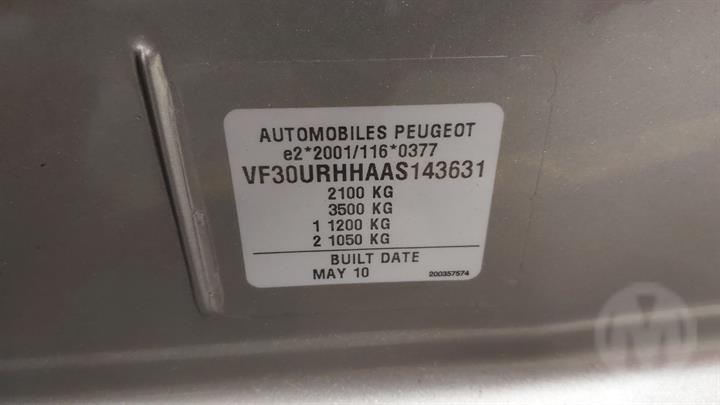 AUTOMOBILES PEUGEOT
e2*2001/116*0377
VF30URHHAAS143631
2100 KG
3500 KG
1 1200 KG
2 1050 KG
BUILT DATE
MAY 10 200357574
M